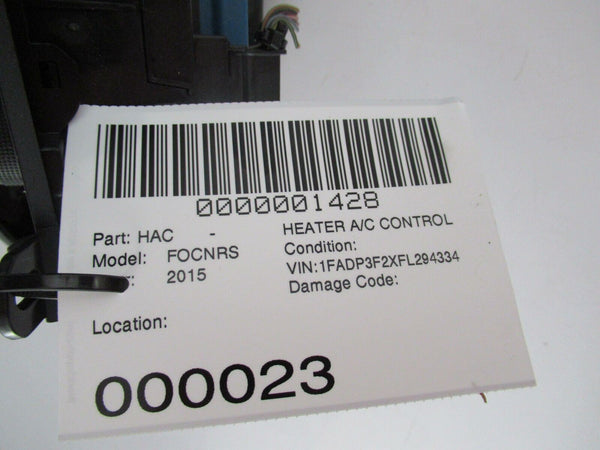 0000001428
Part: HAC - HEATER A/C CONTROL
Model: FOCNRS Condition:
: 2015 VIN:1FADP3F2XFL294334
Damage Code:
Location:
000023